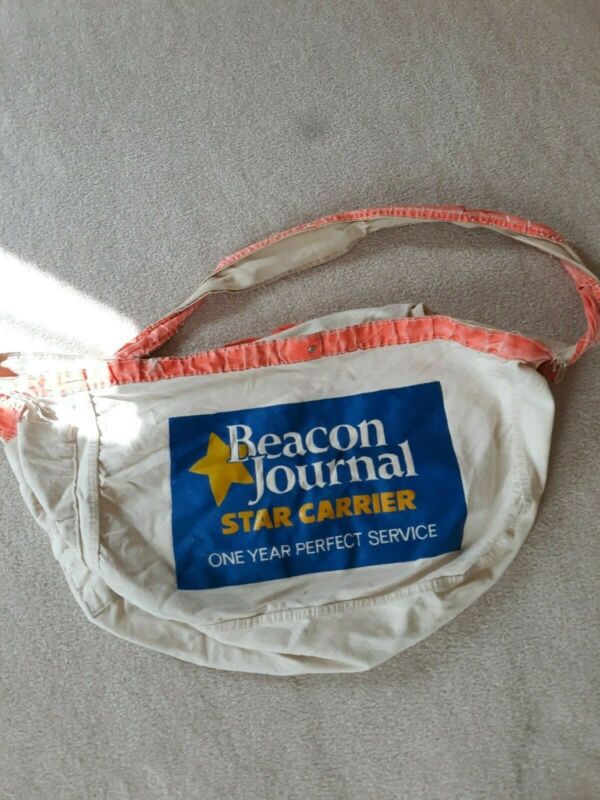 Beacon
Journal
STAR CARRIER
ONE YEAR PERFECT SERVICE